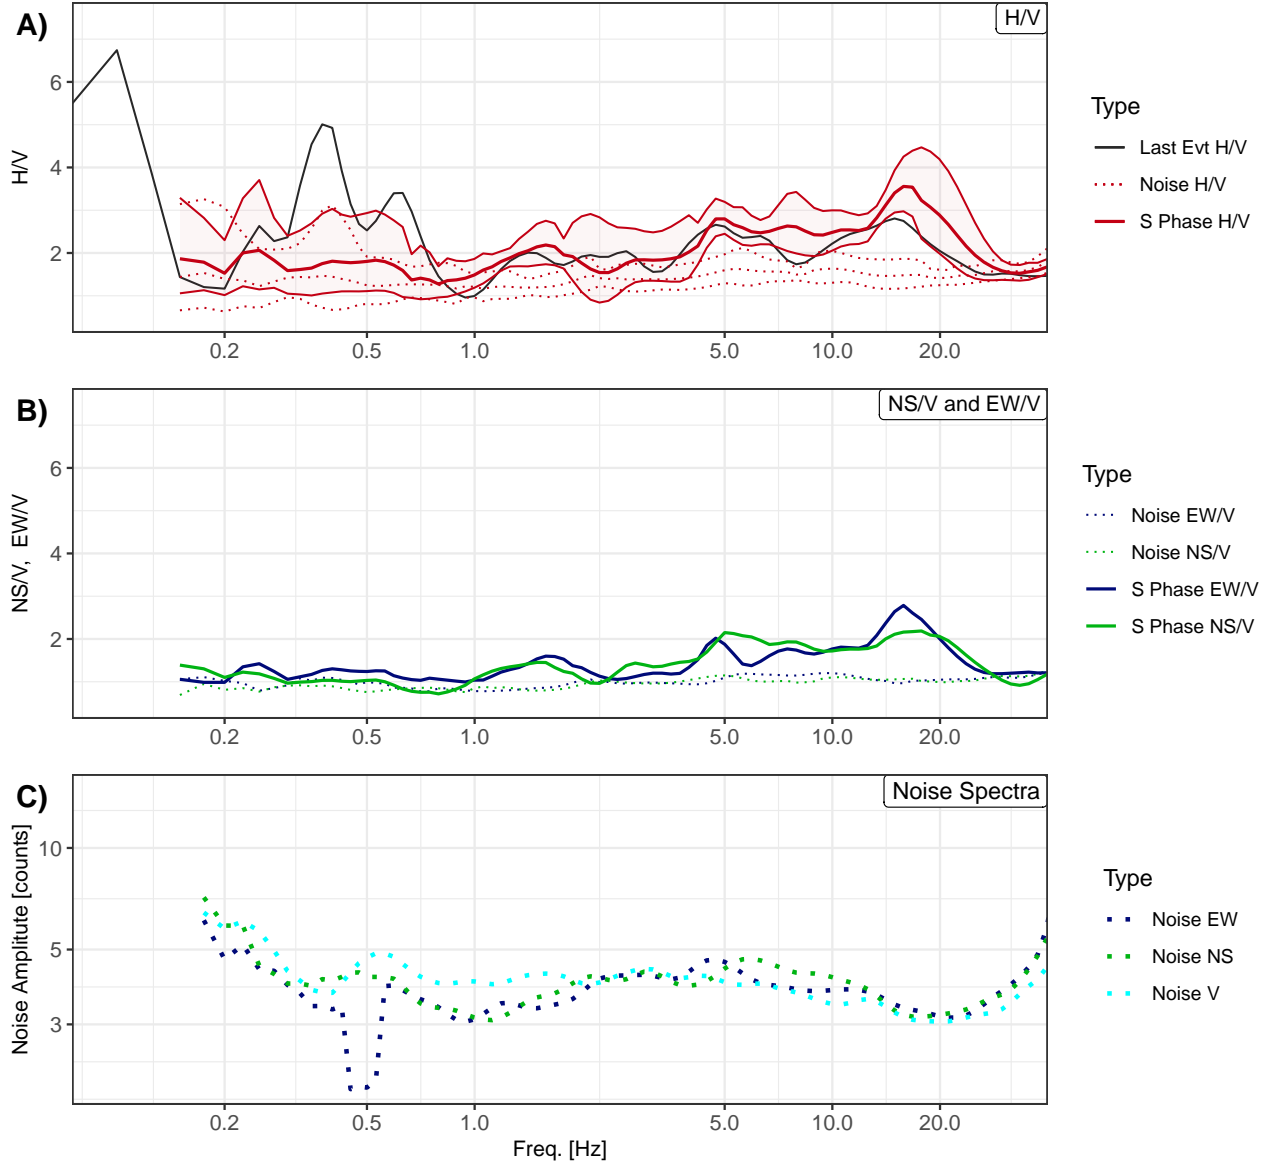 A)
H/V
H/V
6
4
2
0.2 0.5 1.0 5.0 10.0 20.0
Type
Last Evt H/V
Noise H/V
S Phase H/V
B)
NS/V and EW/V
NS/V, EW/V
6
4
2
0.2 0.5 1.0 5.0 10.0 20.0
Type
Noise EW/V
Noise NS/V
S Phase EW/V
S Phase NS/V
C)
Noise Spectra
Noise Amplitute [counts]
10
5
3
0.2 0.5 1.0 5.0 10.0 20.0
Freq. [Hz]
Type
Noise EW
Noise NS
Noise V